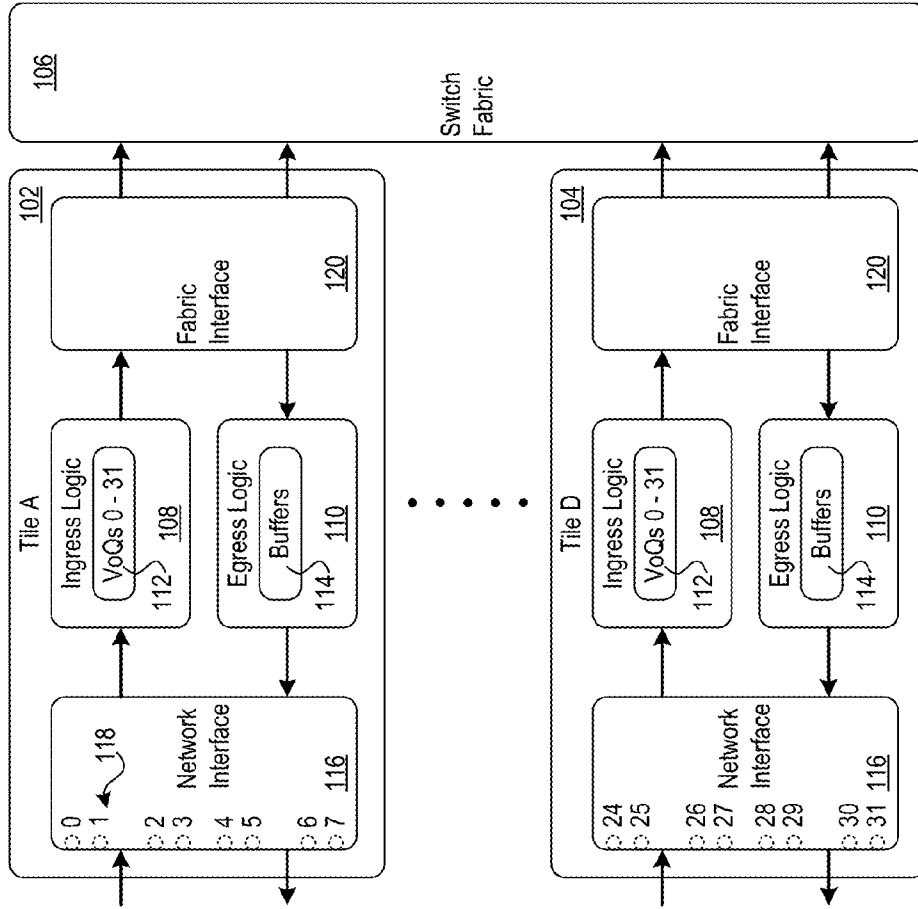 Tile A
102
0
1
2
3
4
5
6
7
118
Network
Interface
116
Ingress Logic
VoQs 0 - 31
112
108
Egress Logic
Buffers
114
110
Fabric
Interface
120
Tile D
104
24
25
26
27
28
29
30
31
Network
Interface
116
Ingress Logic
VoQs 0 - 31
112
108
Egress Logic
Buffers
114
110
Fabric
Interface
120
106
Switch
Fabric